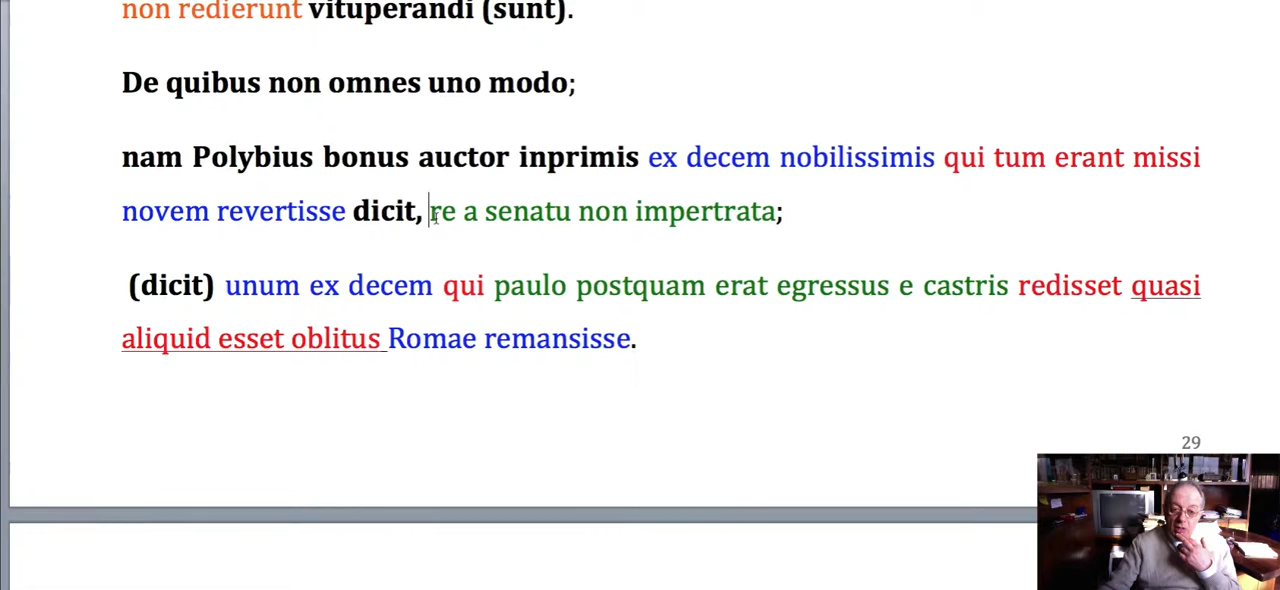 non redierunt vituperandi (sunt).
De quibus non omnes uno modo;
nam Polybius bonus auctor inprimis ex decem nobilissimis qui tum erant missi
novem revertisse dicit, re a senatu non impertrata;
(dicit) unum ex decem qui paulo postquam erat egressus e castris redisset quasi
aliquid esset oblitus Romae remansisse.
29